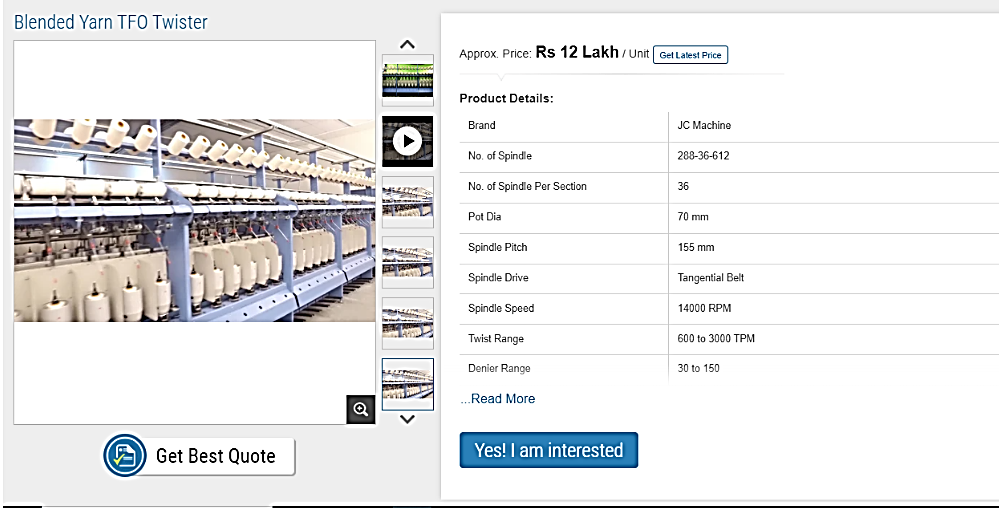 Blended Yarn TFO Twister
Approx. Price: Rs 12 Lakh / Unit Get Latest Price
Product Details:
Brand JC Machine
No. of Spindle 288-36-612
No. of Spindle Per Section 36
Pot Dia 70 mm
Spindle Pitch 155 mm
Spindle Drive Tangential Belt
Spindle Speed 14000 RPM
Twist Range 600 to 3000 TPM
Denier Range 30 to 150
...Read More
Get Best Quote
Yes! I am interested